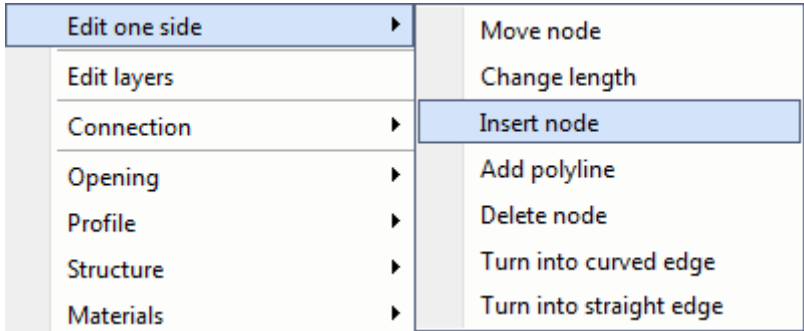 Edit one side
Edit layers
Connection
Opening
Profile
Structure
Materials
Move node
Change length
Insert node
Add polyline
Delete node
Turn into curved edge
Turn into straight edge